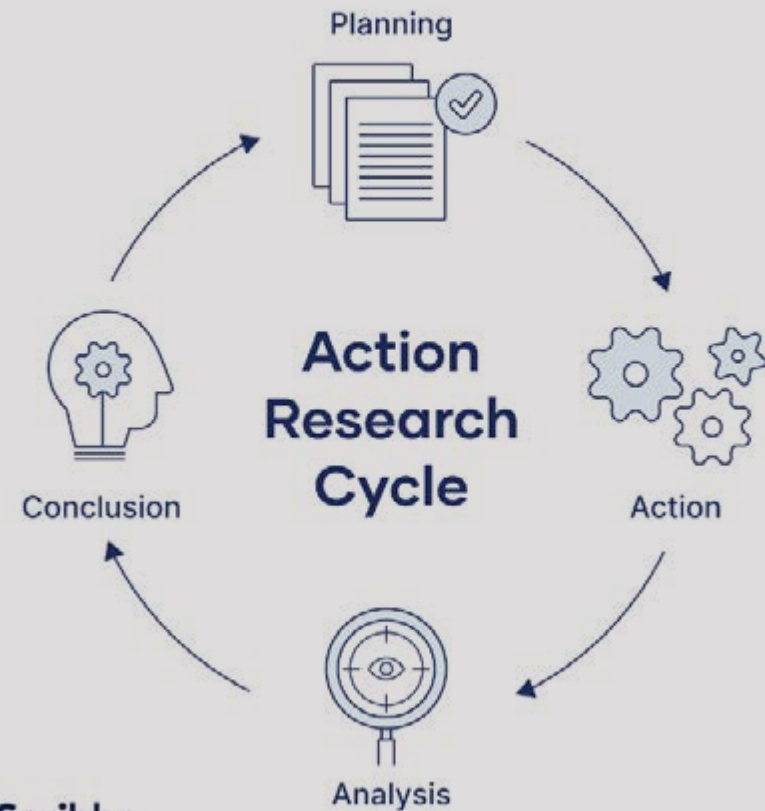 Planning
Action
Research
Cycle
Conclusion
Action
Analysis